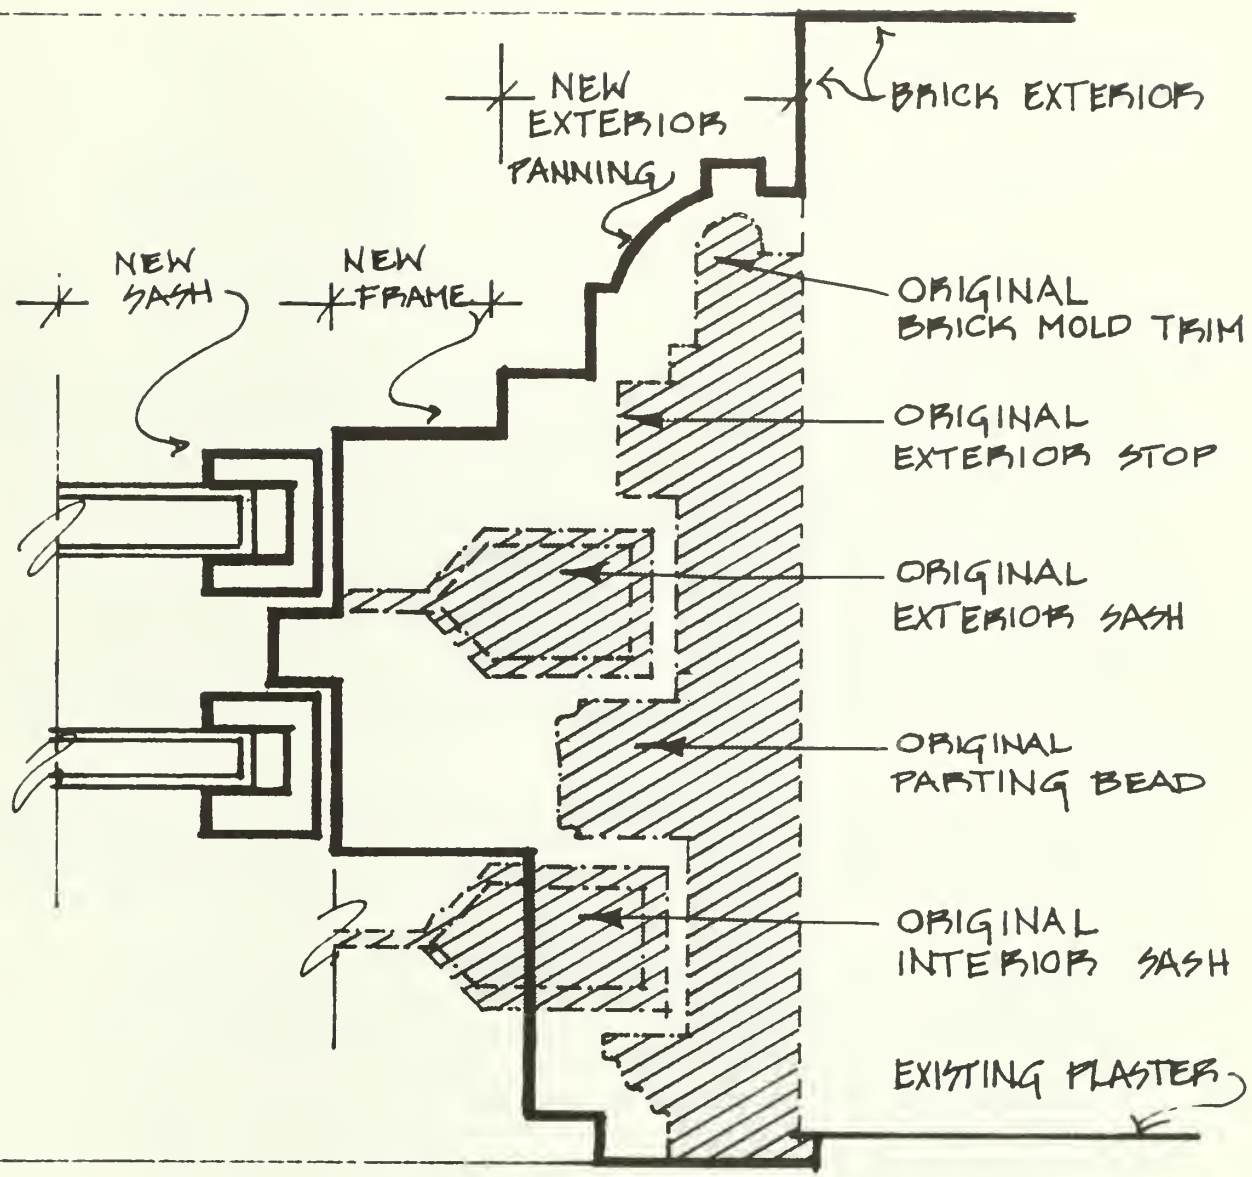 NEW
EXTERIOR
PANNING
BRICK EXTERIOR
NEW
SASH
NEW
FRAME
ORIGINAL
BRICK MOLD TRIM
ORIGINAL
EXTERIOR STOP
ORIGINAL
EXTERIOR SASH
ORIGINAL
PARTING BEAD
ORIGINAL
INTERIOR SASH
EXISTING PLASTER